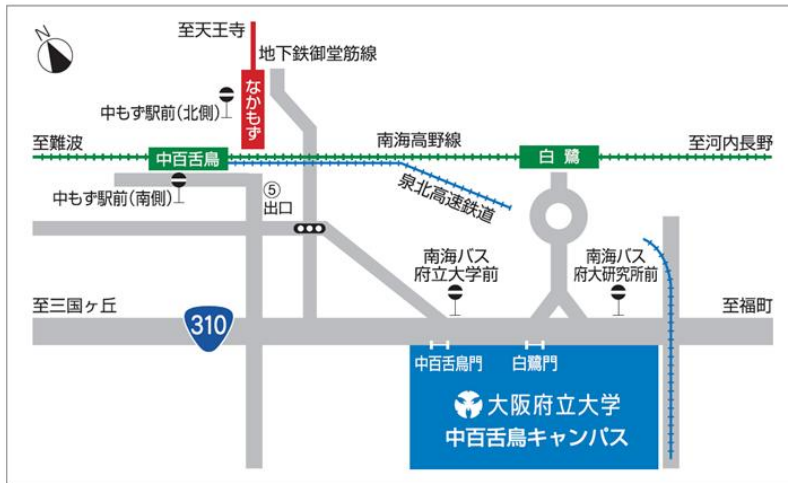 N
至天王寺
地下鉄御堂筋線
なかもず
中もず駅前(北側)
至難波
南海高野線
至河内長野
中百舌鳥
白鷺
中もず駅前(南側)
⑤
出口
泉北高速鉄道
南海バス
府立大学前
南海バス
府大研究所前
至三国ヶ丘
310
至福町
中百舌鳥門
白鷺門
大阪府立大学
中百舌鳥キャンパス